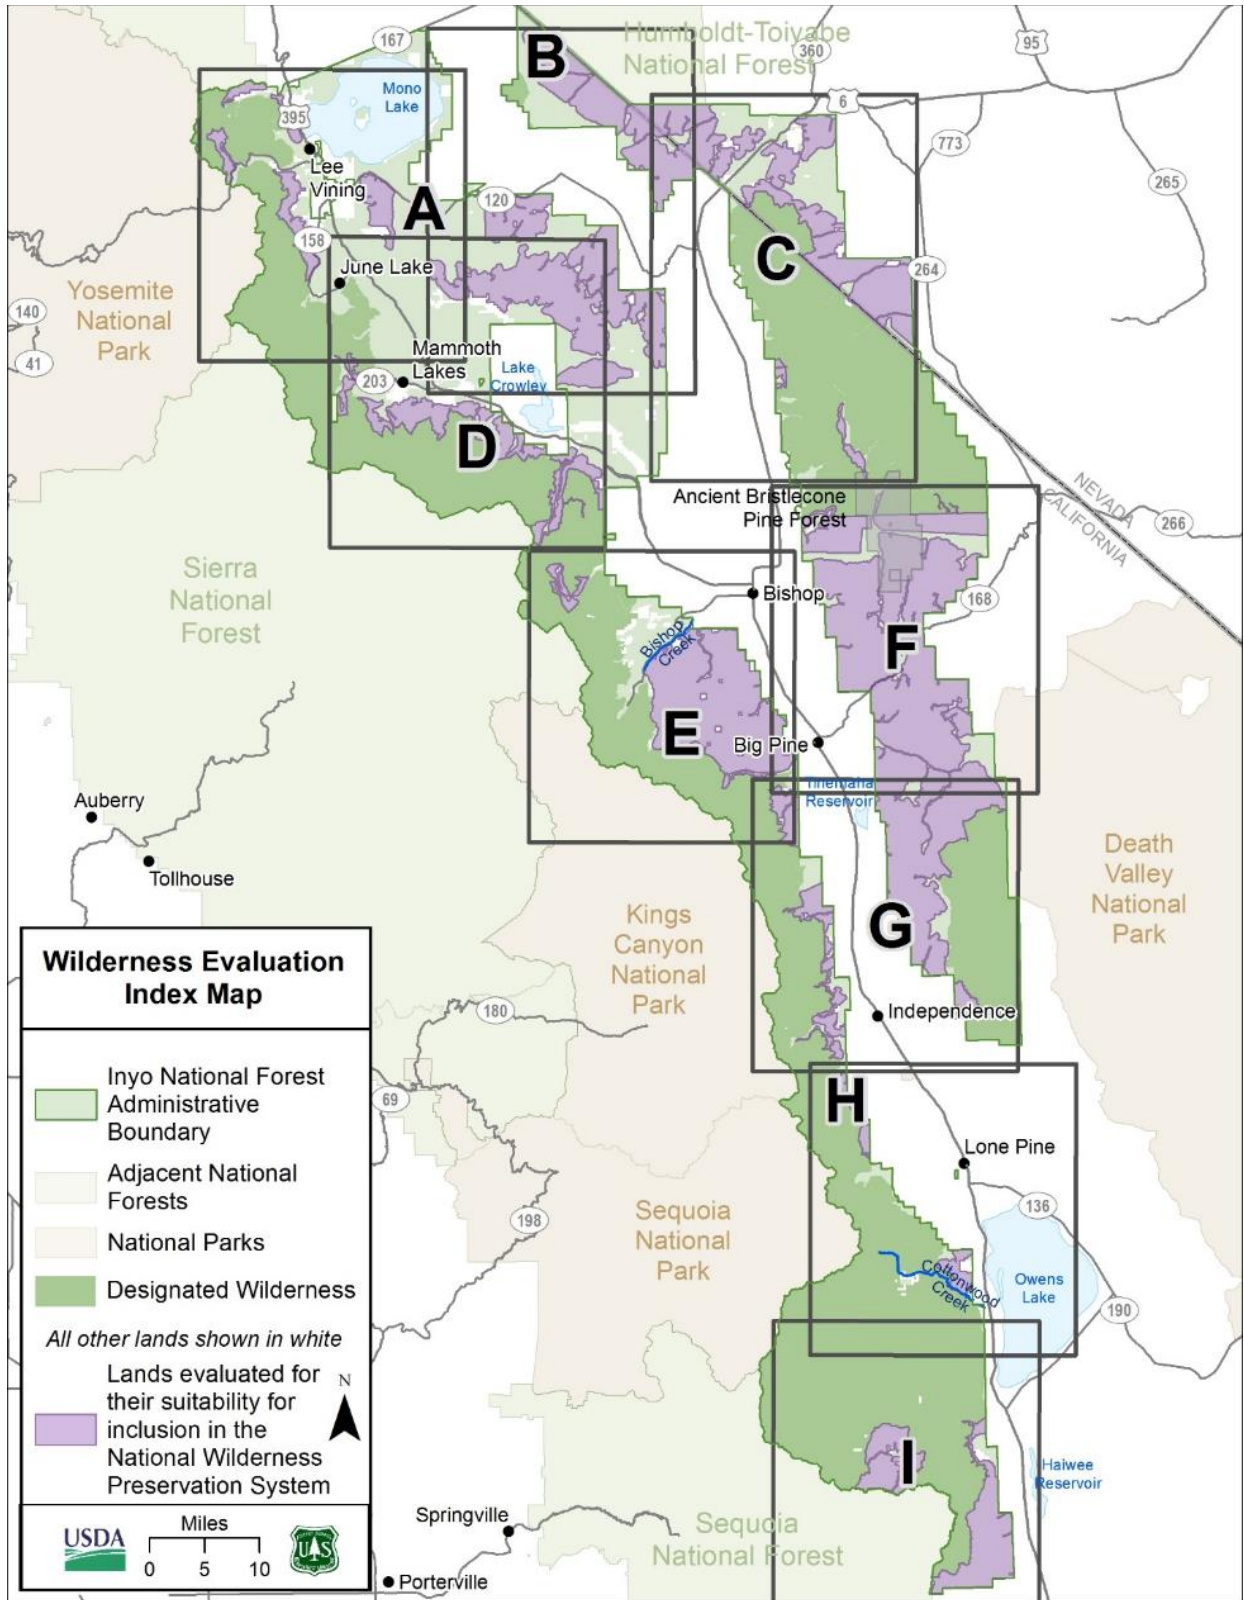 Humboldt-Toiyabe
National Forest
B
167
360
95
6
Mono
Lake
395
773
Lee
Vining
265
A
120
158
C
June Lake
264
Yosemite
National
Park
140
41
Mammoth
Lakes
203
Lake
Crowley
D
Ancient Bristlecone
Pine Forest
NEVADA
CALIFORNIA
266
Sierra
National
Forest
Bishop
168
Bishop
Creek
F
E
Big Pine
Tinemaha
Reservoir
Auberry
Tollhouse
Death
Valley
National
Park
Kings
Canyon
National
Park
G
Independence
180
69
H
Lone Pine
198
136
Sequoia
National
Park
Cottonwood
Creek
Owens
Lake
190
I
Haiwee
Reservoir
Springville
Sequoia
National Forest
Porterville
Wilderness Evaluation
Index Map
Inyo National Forest
Administrative
Boundary
Adjacent National
Forests
National Parks
Designated Wilderness
All other lands shown in white
Lands evaluated for
their suitability for
inclusion in the
National Wilderness
Preservation System
N
USDA
Miles
0 5 10
US